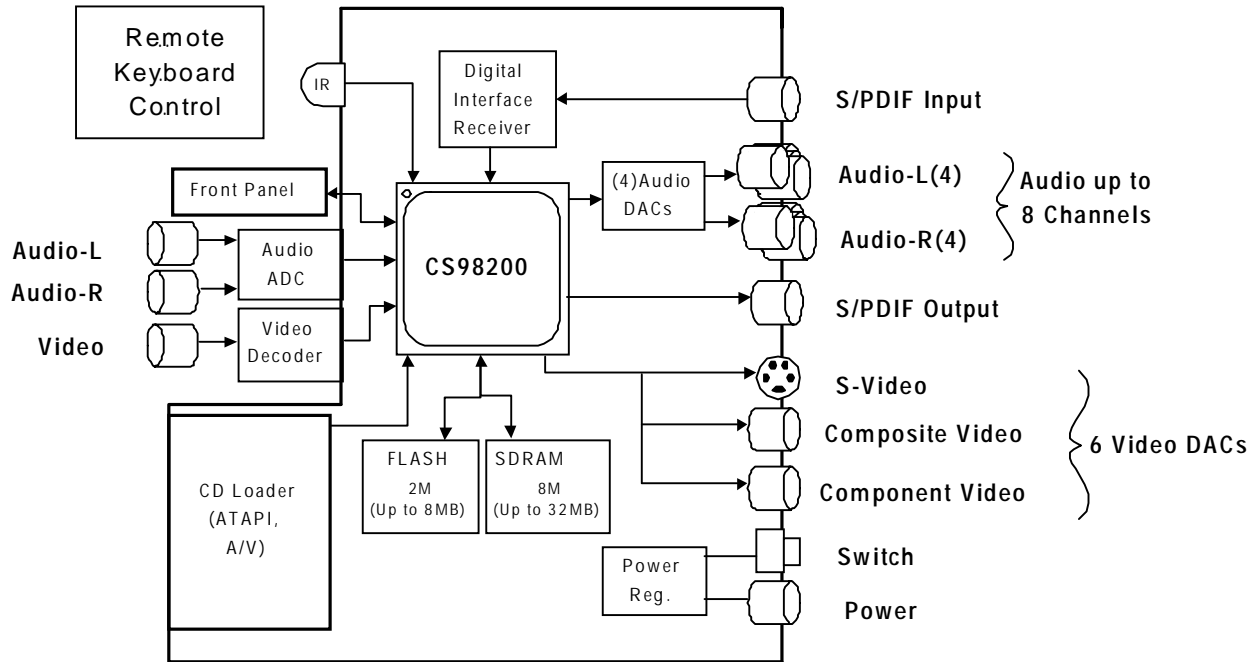 Remote
Keyboard
Control
IR
Digital
Interface
Receiver
S/PDIF Input
Front Panel
(4)Audio
DACs
Audio-L(4)
Audio-R(4)
Audio up to
8 Channels
Audio-L
Audio-R
Audio
ADC
CS98200
S/PDIF Output
Video
Video
Decoder
S-Video
Composite Video
Component Video
6 Video DACs
CD Loader
(ATAPI,
A/V)
FLASH
2M
(Up to 8MB)
SDRAM
8M
(Up to 32MB)
Power
Reg.
Switch
Power